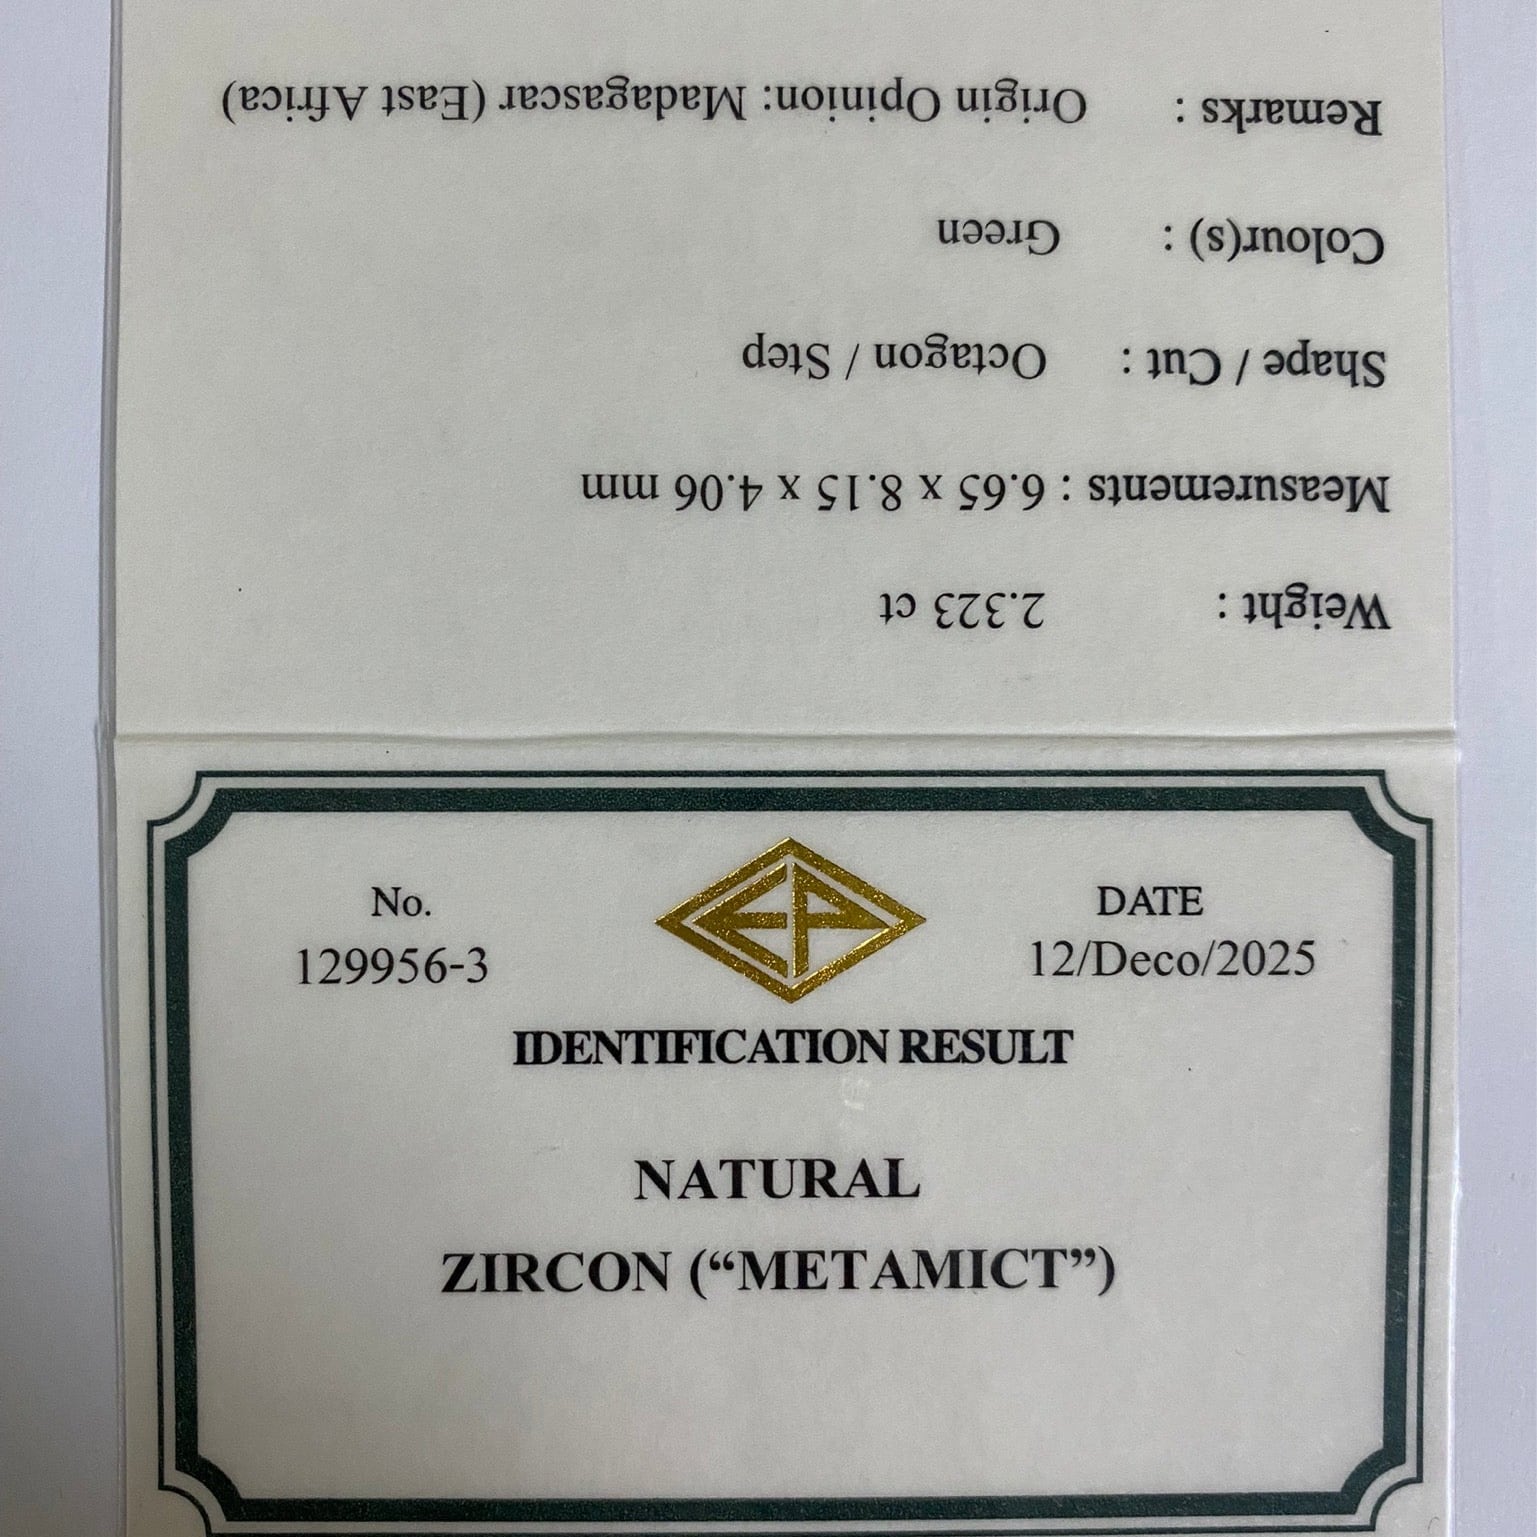 Weight : 2.323 ct
Measurements : 6.65 x 8.15 x 4.06 mm
Shape / Cut : Octagon / Step
Colour(s) : Green
Remarks : Origin Opinion: Madagascar (East Africa)
EP
No. DATE
129956-3 12/Deco/2025
IDENTIFICATION RESULT
NATURAL
ZIRCON (“METAMICT”)